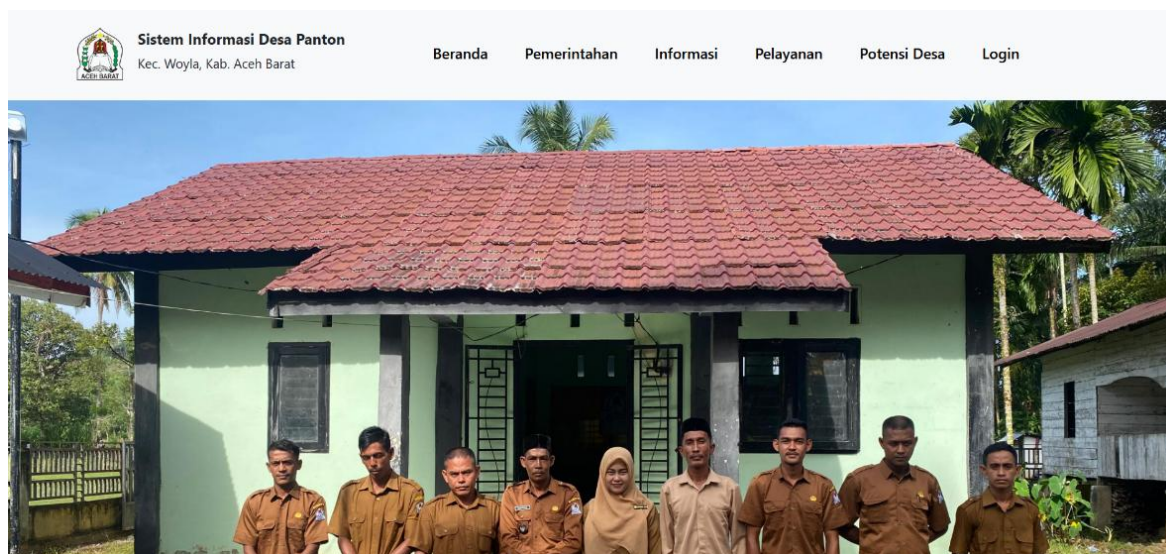 ACEH BARAT
Sistem Informasi Desa Panton
Kec. Woyla, Kab. Aceh Barat
Beranda Pemerintahan Informasi Pelayanan Potensi Desa Login